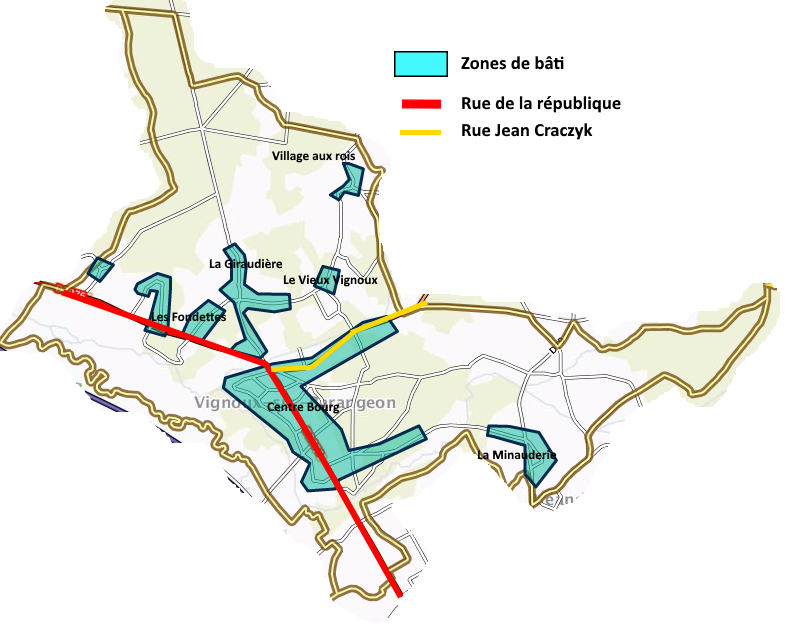 Zones de bâti
Rue de la république
Rue Jean Craczyk
Village aux rois
La Giraudière
Le Vieux Vignoux
Les Fondettes
Centre Bourg
Vignoux
rangeon
La Minauderie